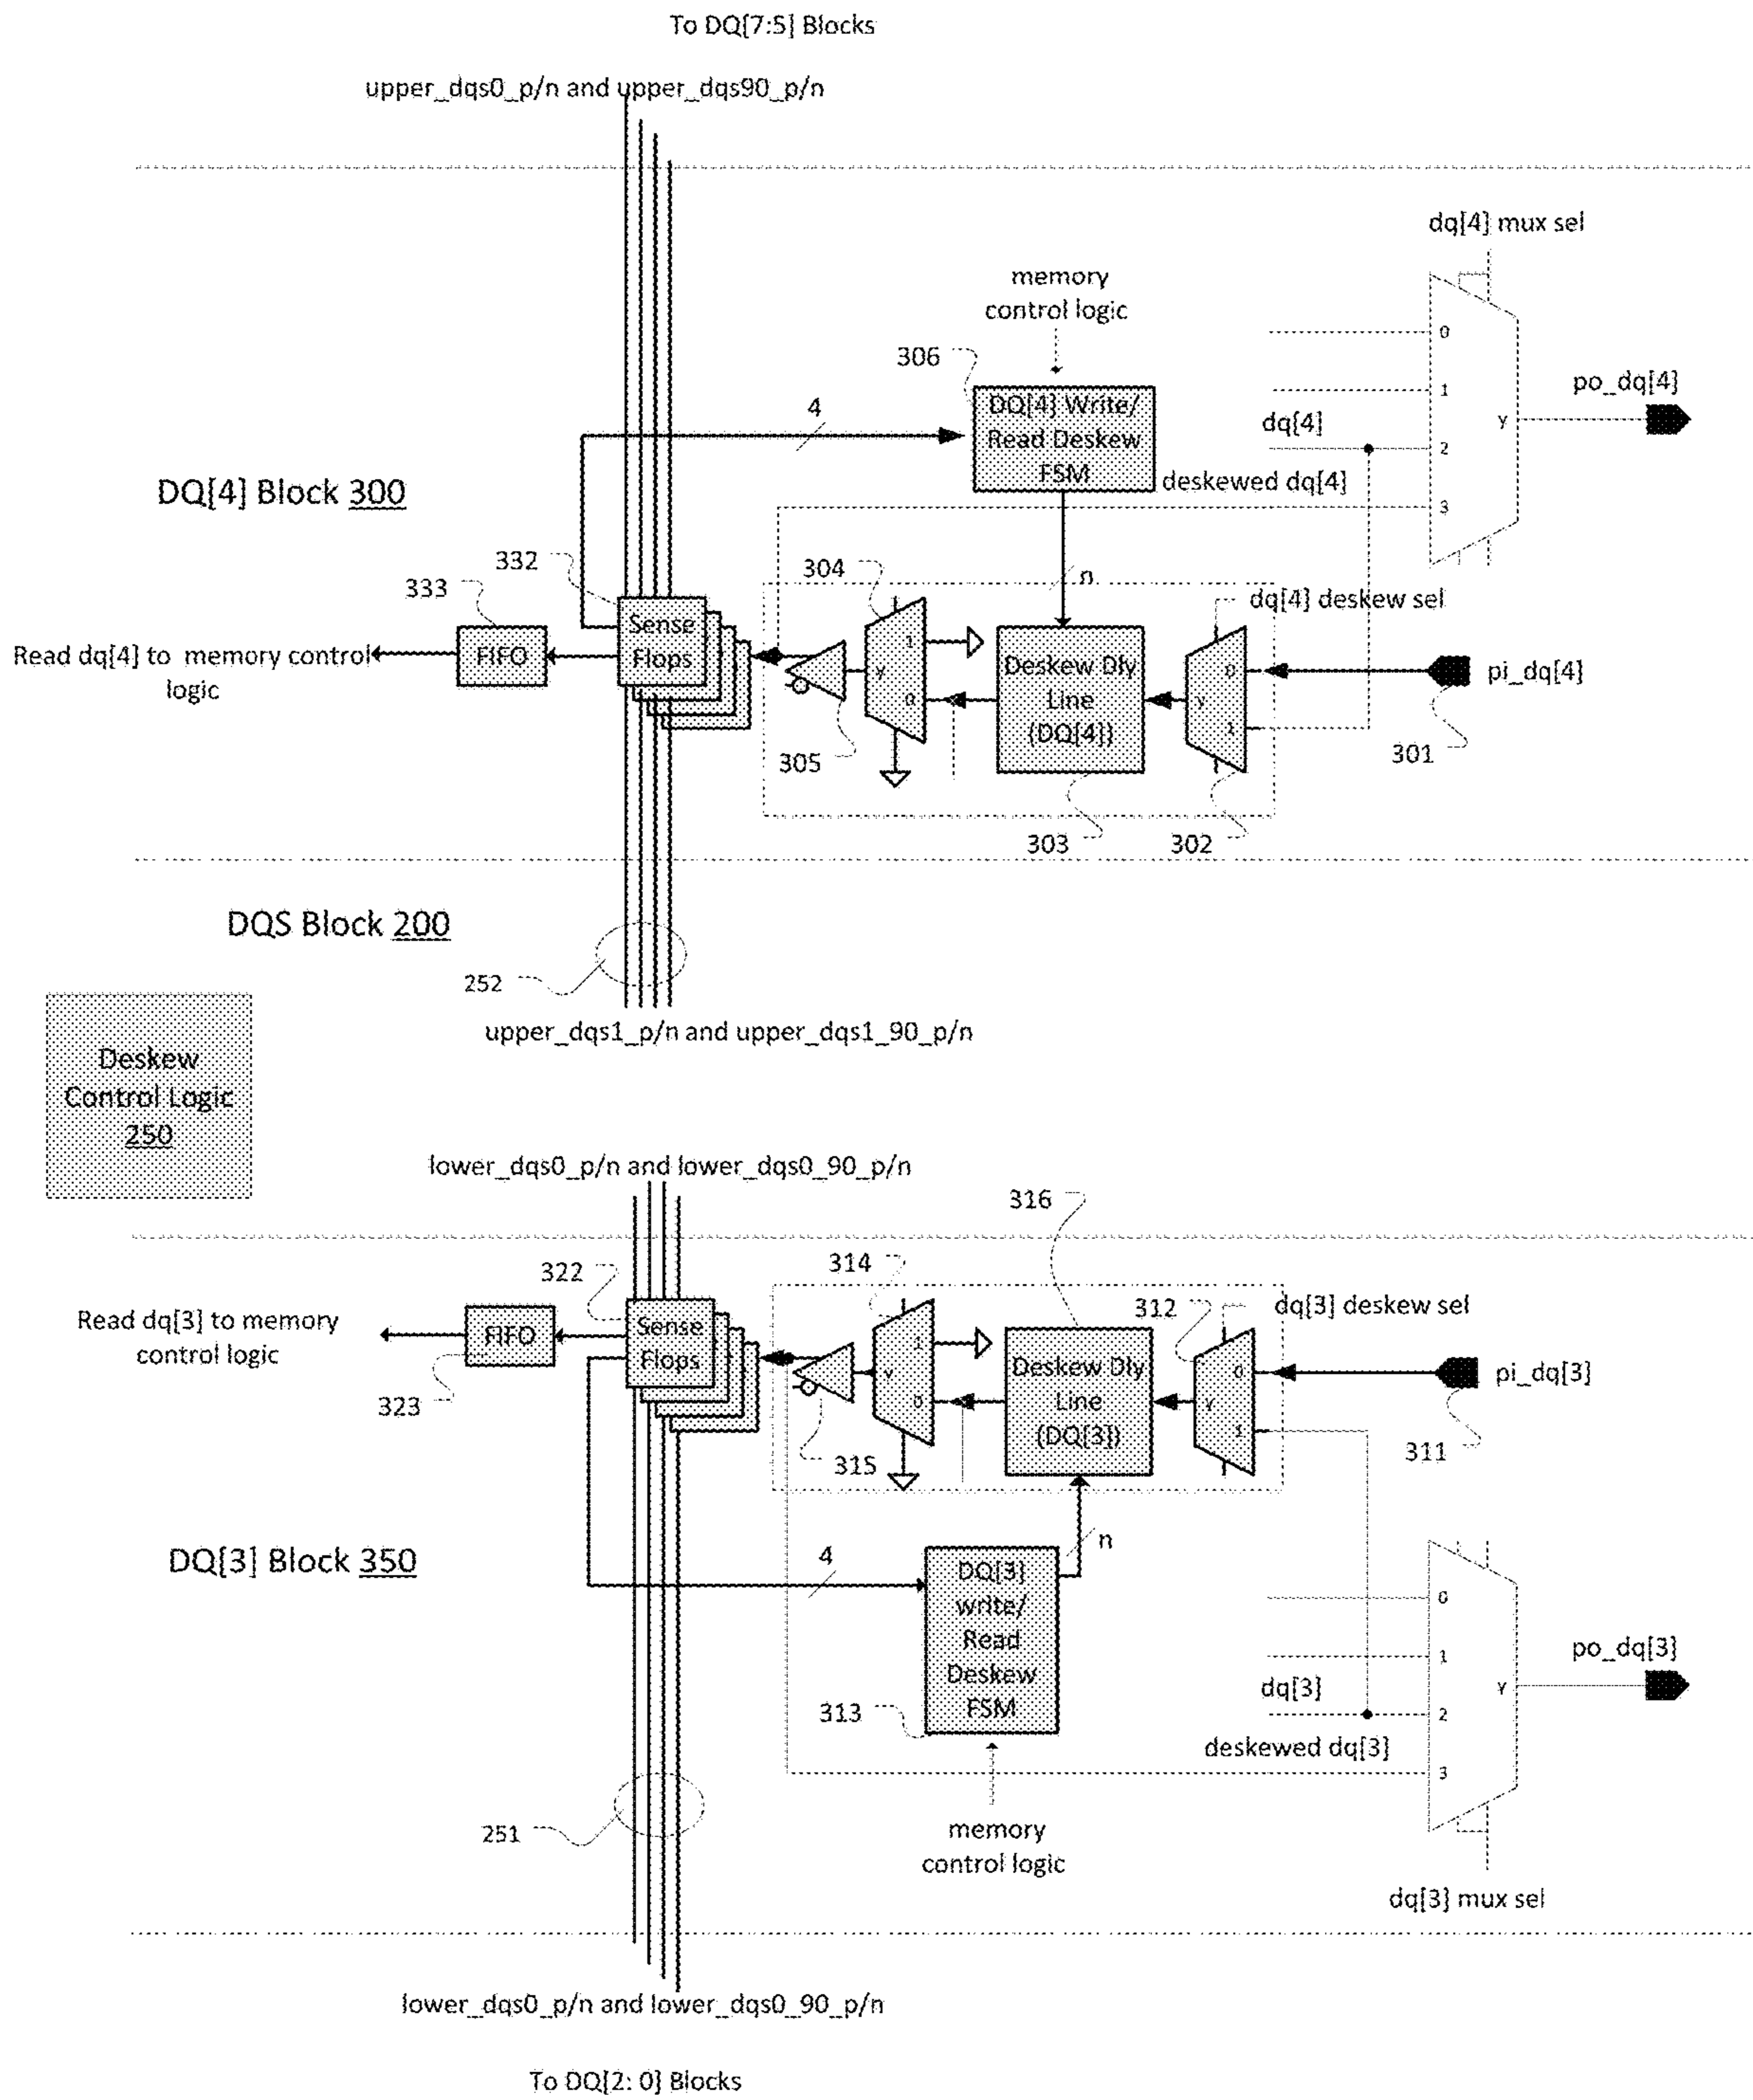 To DQ[7:5] Blocks
upper_dqs0_p/n and upper_dqs90_p/n
dq[4] mux sel
memory
control logic
306
0
1
po_dq[4]
4
DQ[4] Write/
Read Deskew
FSM
dq[4]
y
2
deskewed dq[4]
3
DQ[4] Block 300
332
333
304
n
dq[4] deskew sel
Sense
Flops
FIFO
Read dq[4] to memory control
logic
1
y
0
Deskew Dly
Line
(DQ[4])
0
y
1
pi_dq[4]
305
301
303
302
DQS Block 200
252
upper_dqs1_p/n and upper_dqs1_90_p/n
Deskew
Control Logic
250
lower_dqs0_p/n and lower_dqs0_90_p/n
316
322
314
312
dq[3] deskew sel
Read dq[3] to memory
control logic
FIFO
Sense
Flops
1
y
0
Deskew Dly
Line
(DQ[3])
0
y
1
pi_dq[3]
323
315
311
DQ[3] Block 350
4
n
DQ[3]
write/
Read
Deskew
FSM
313
0
1
po_dq[3]
dq[3]
y
2
deskewed dq[3]
3
251
memory
control logic
dq[3] mux sel
lower_dqs0_p/n and lower_dqs0_90_p/n
To DQ[2: 0] Blocks